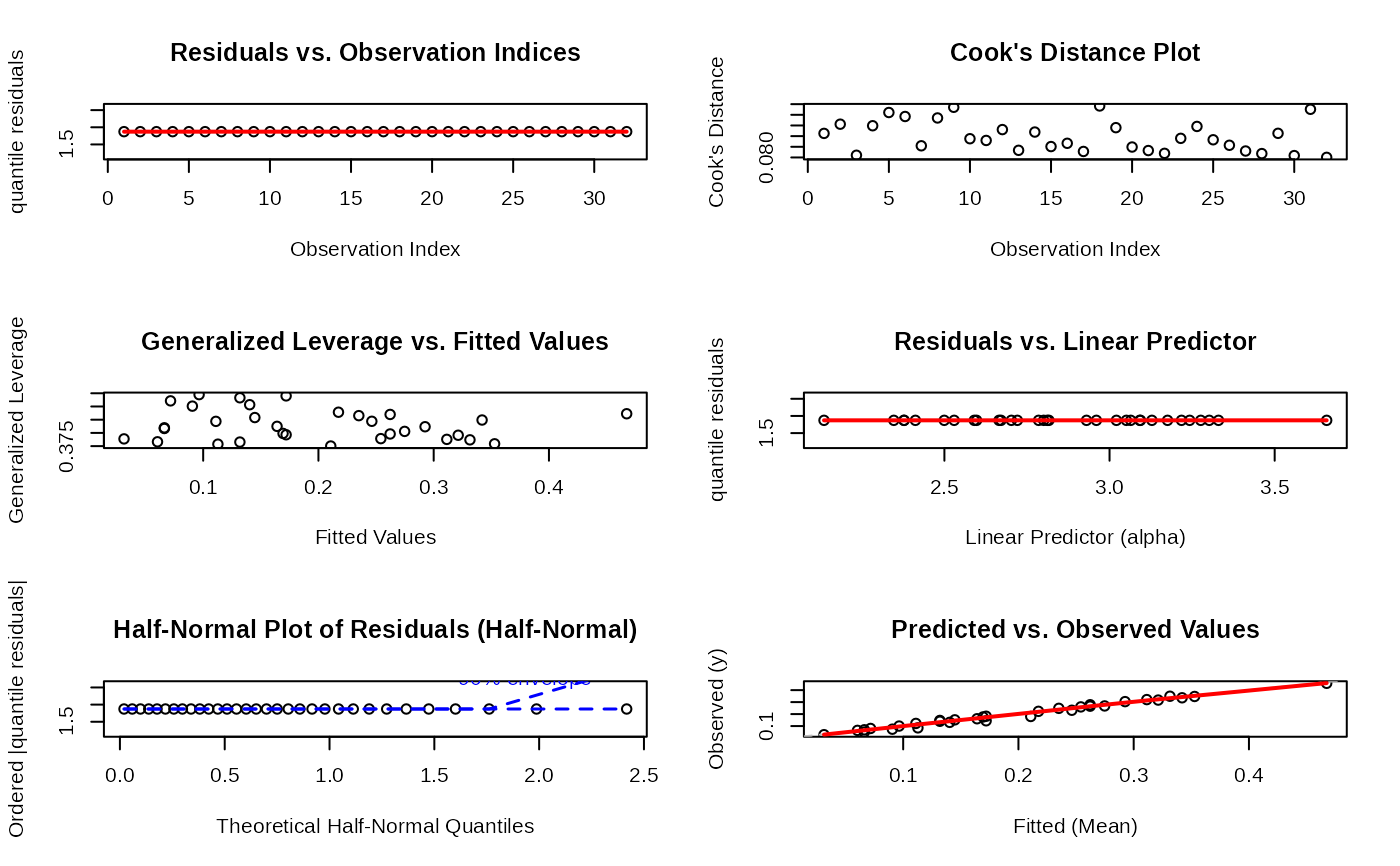 Residuals vs. Observation Indices
quantile residuals
1.5
0 5 10 15 20 25 30
Observation Index
Cook's Distance Plot
Cook's Distance
0.080
0 5 10 15 20 25 30
Observation Index
Generalized Leverage vs. Fitted Values
Generalized Leverage
0.375
0.1 0.2 0.3 0.4
Fitted Values
Residuals vs. Linear Predictor
quantile residuals
1.5
2.5 3.0 3.5
Linear Predictor (alpha)
Half-Normal Plot of Residuals (Half-Normal)
Ordered |quantile residuals|
1.5
envelope
0.0 0.5 1.0 1.5 2.0 2.5
Theoretical Half-Normal Quantiles
Predicted vs. Observed Values
Observed (y)
0.1
0.1 0.2 0.3 0.4
Fitted (Mean)